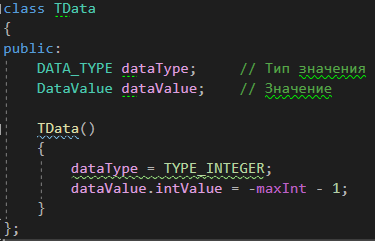 class TData
{
public:
DATA_TYPE dataType; // Тип значения
DataValue dataValue; // Значение
TData()
{
dataType = TYPE_INTEGER;
dataValue.intValue = -maxInt - 1;
}
};